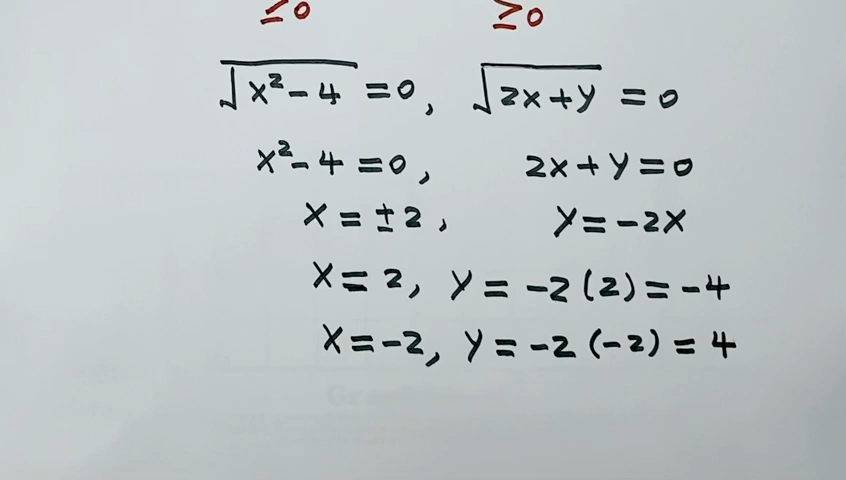 ≤0 ≥0
√x²-4 = 0, √2x+y = 0
x²-4 = 0, 2x+y = 0
x = ±2, y = -2x
x = 2, y = -2(2) = -4
x = -2, y = -2(-2) = 4